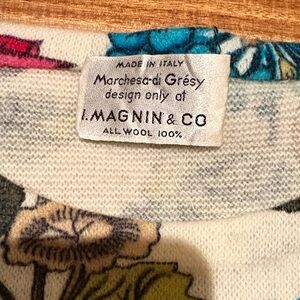 MADE IN ITALY
Marchesa di Grésy
design only at
I. MAGNIN & CO
ALL WOOL 100%